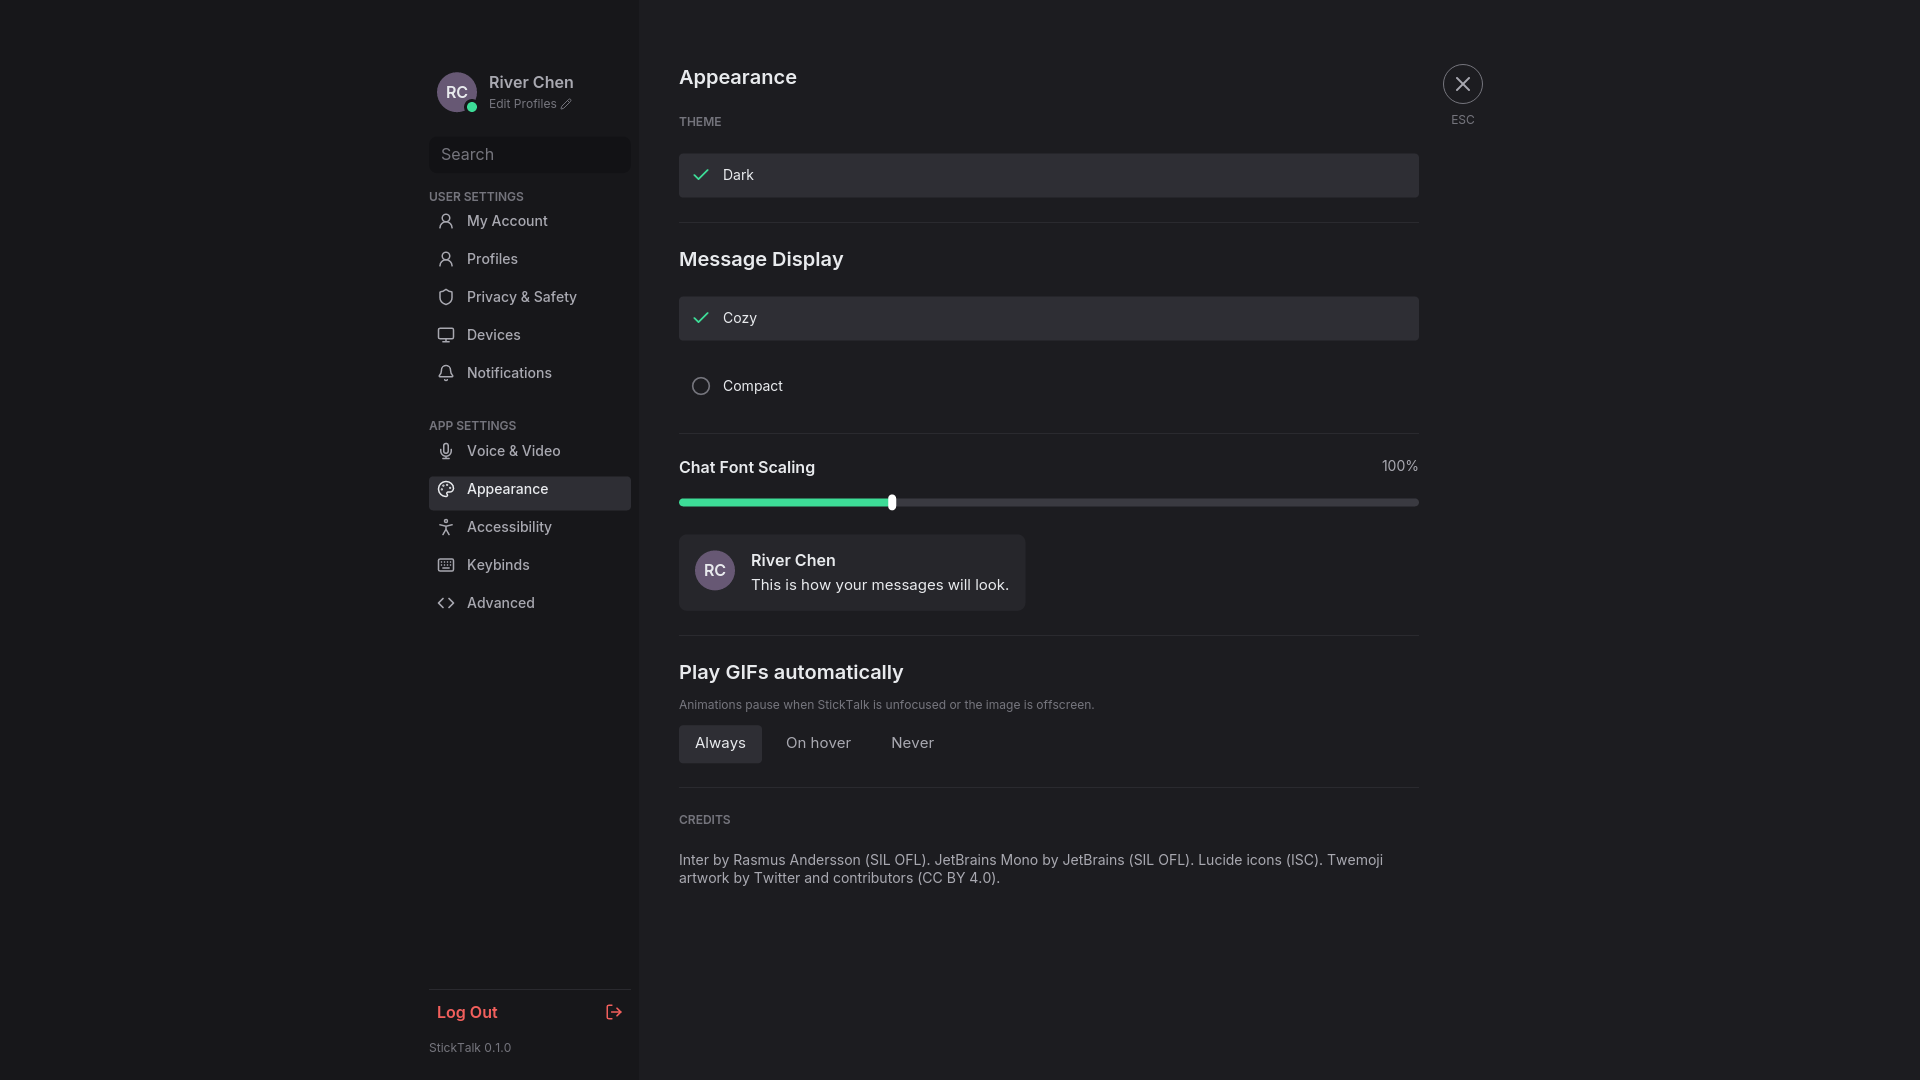 RC
River Chen
Edit Profiles
Search
USER SETTINGS
My Account
Profiles
Privacy & Safety
Devices
Notifications
APP SETTINGS
Voice & Video
Appearance
Accessibility
Keybinds
Advanced
Log Out
StickTalk 0.1.0
Appearance
THEME
Dark
Message Display
Cozy
Compact
Chat Font Scaling
100%
RC
River Chen
This is how your messages will look.
Play GIFs automatically
Animations pause when StickTalk is unfocused or the image is offscreen.
Always
On hover
Never
CREDITS
Inter by Rasmus Andersson (SIL OFL). JetBrains Mono by JetBrains (SIL OFL). Lucide icons (ISC). Twemoji
artwork by Twitter and contributors (CC BY 4.0).
ESC